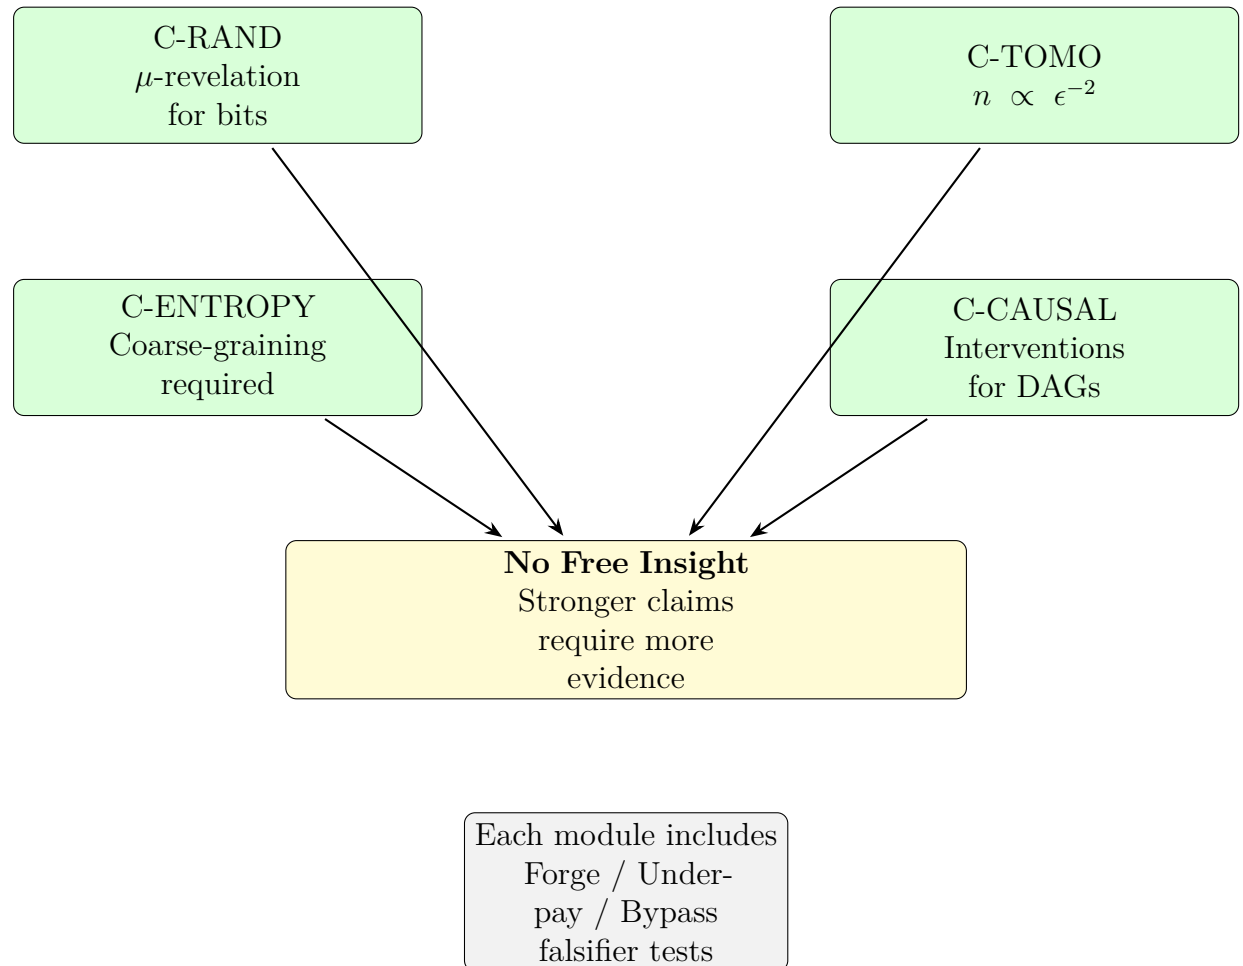 C-RAND
μ-revelation
for bits
C-TOMO
n ∝ ϵ⁻²
C-ENTROPY
Coarse-graining
required
C-CAUSAL
Interventions
for DAGs
No Free Insight
Stronger claims
require more
evidence
Each module includes
Forge / Under-
pay / Bypass
falsifier tests